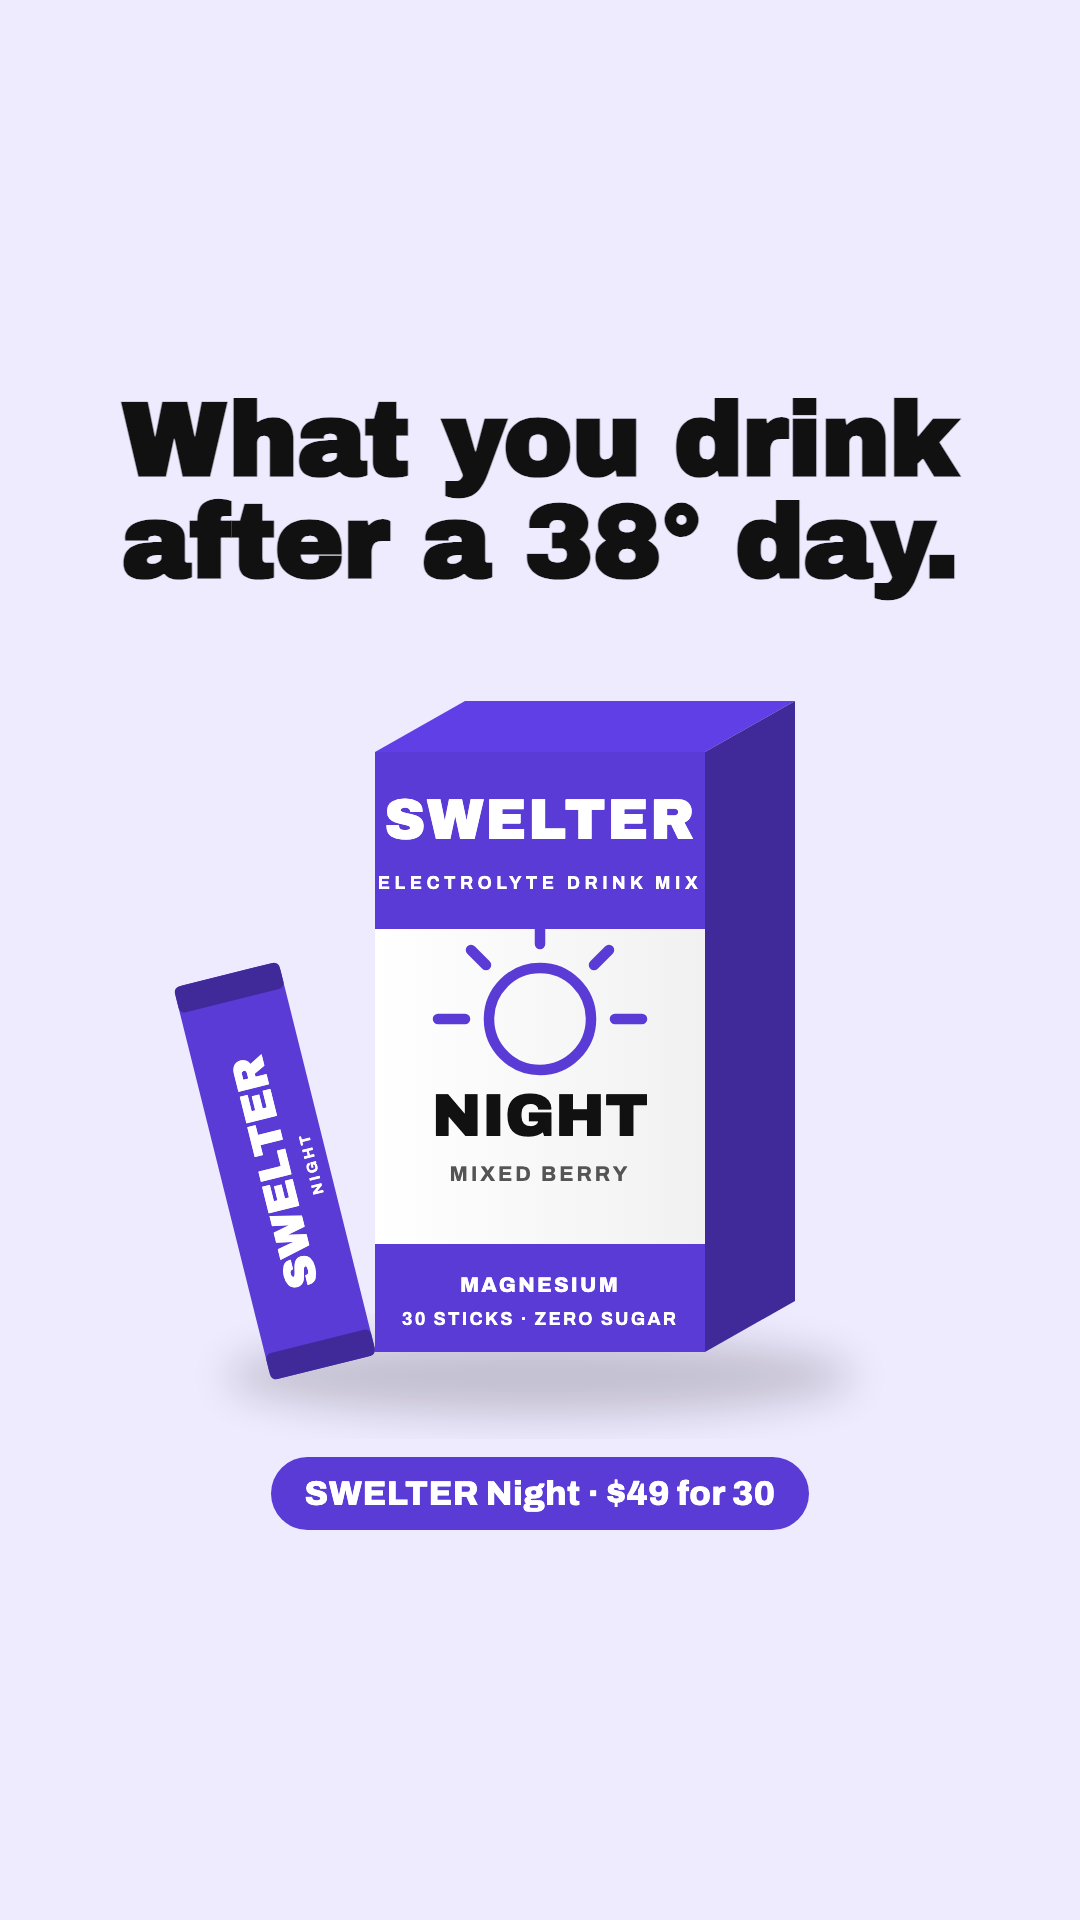 What you drink
after a 38° day.
SWELTER
ELECTROLYTE DRINK MIX
NIGHT
MIXED BERRY
MAGNESIUM
30 STICKS · ZERO SUGAR
SWELTER
NIGHT
SWELTER Night · $49 for 30